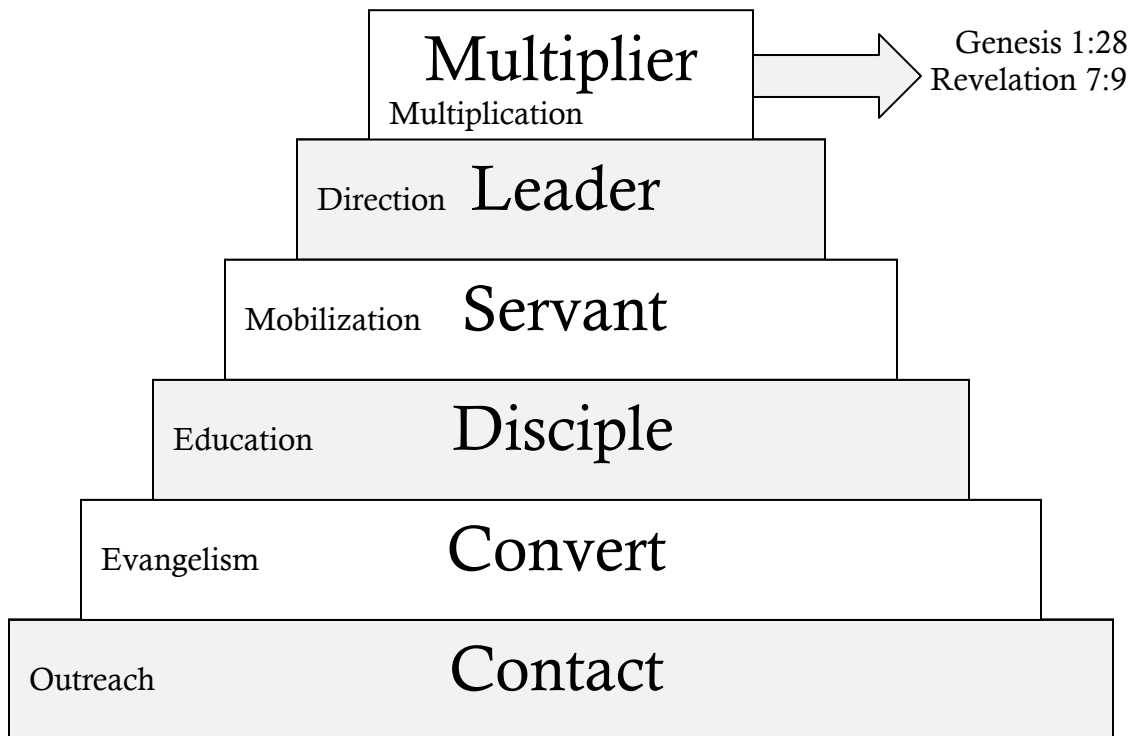 Multiplier
Multiplication
Genesis 1:28
Revelation 7:9
Direction Leader
Mobilization Servant
Education Disciple
Evangelism Convert
Outreach Contact